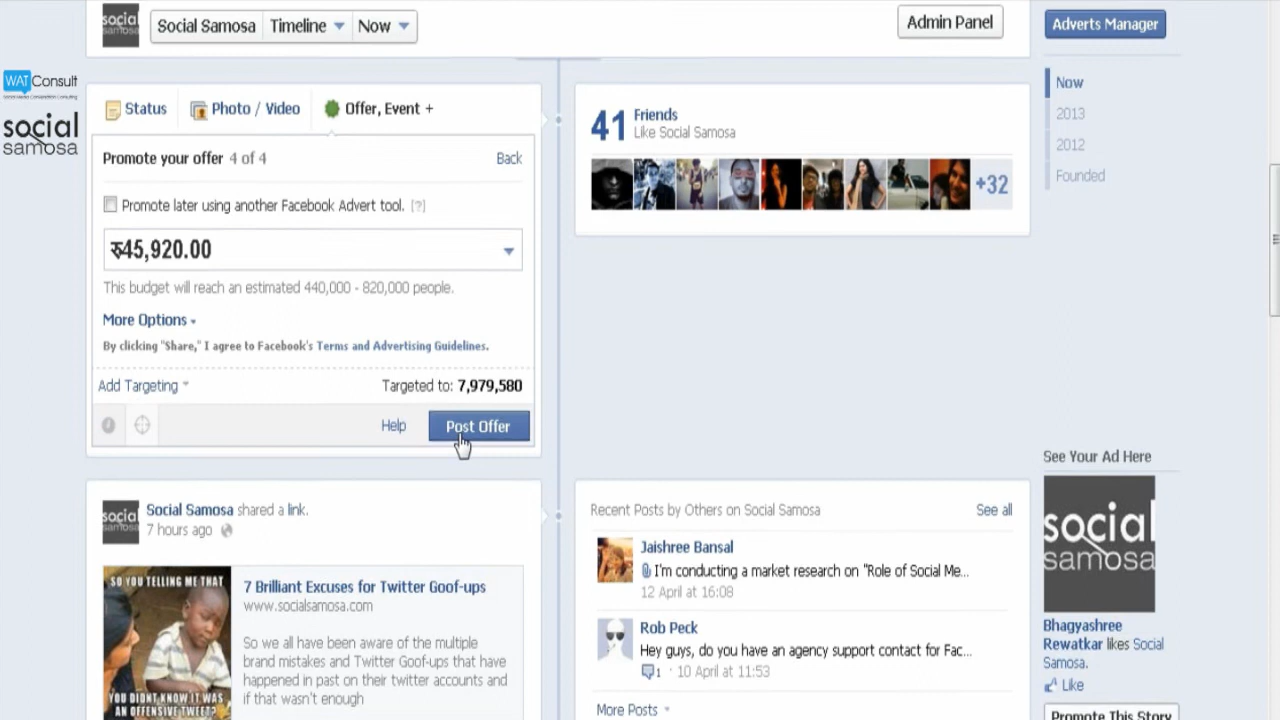 social
samosa
Social Samosa
Timeline
Now
Admin Panel
Adverts Manager
WATConsult
social
samosa
Status
Photo / Video
Offer, Event +
Promote your offer 4 of 4
Back
Promote later using another Facebook Advert tool. [?]
रु45,920.00
This budget will reach an estimated 440,000 - 820,000 people.
More Options
By clicking "Share," I agree to Facebook's Terms and Advertising Guidelines.
Add Targeting
Targeted to: 7,979,580
Help
Post Offer
41
Friends
Like Social Samosa
+32
Now
2013
2012
Founded
social
samosa
Social Samosa shared a link.
7 hours ago
SO YOU TELLING ME THAT
YOU DIDNT KNOW IT WAS
AN OFFENSIVE TWEET?
7 Brilliant Excuses for Twitter Goof-ups
www.socialsamosa.com
So we all have been aware of the multiple
brand mistakes and Twitter Goof-ups that have
happened in past on their twitter accounts and
if that wasn't enough
Recent Posts by Others on Social Samosa
See all
Jaishree Bansal
I'm conducting a market research on "Role of Social Me...
12 April at 16:08
Rob Peck
Hey guys, do you have an agency support contact for Fac...
1 · 10 April at 11:53
More Posts
See Your Ad Here
social
samosa
Bhagyashree
Rewatkar likes Social
Samosa.
Like
Promote This Story